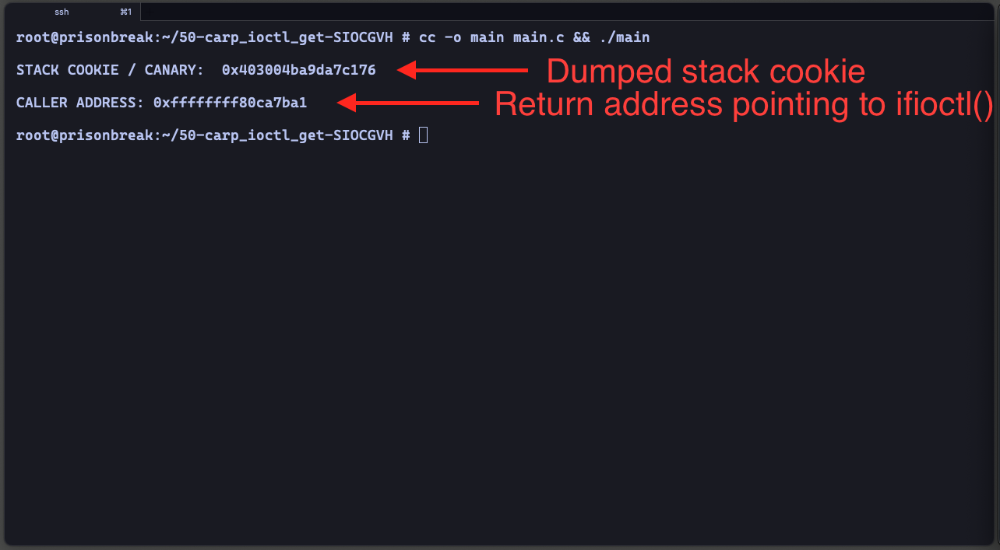 ssh ⌘1
root@prisonbreak:~/50-carp_ioctl_get-SIOCGVH # cc -o main main.c && ./main
STACK COOKIE / CANARY: 0x403004ba9da7c176 Dumped stack cookie
CALLER ADDRESS: 0xffffffff80ca7ba1 Return address pointing to ifioctl()
root@prisonbreak:~/50-carp_ioctl_get-SIOCGVH #